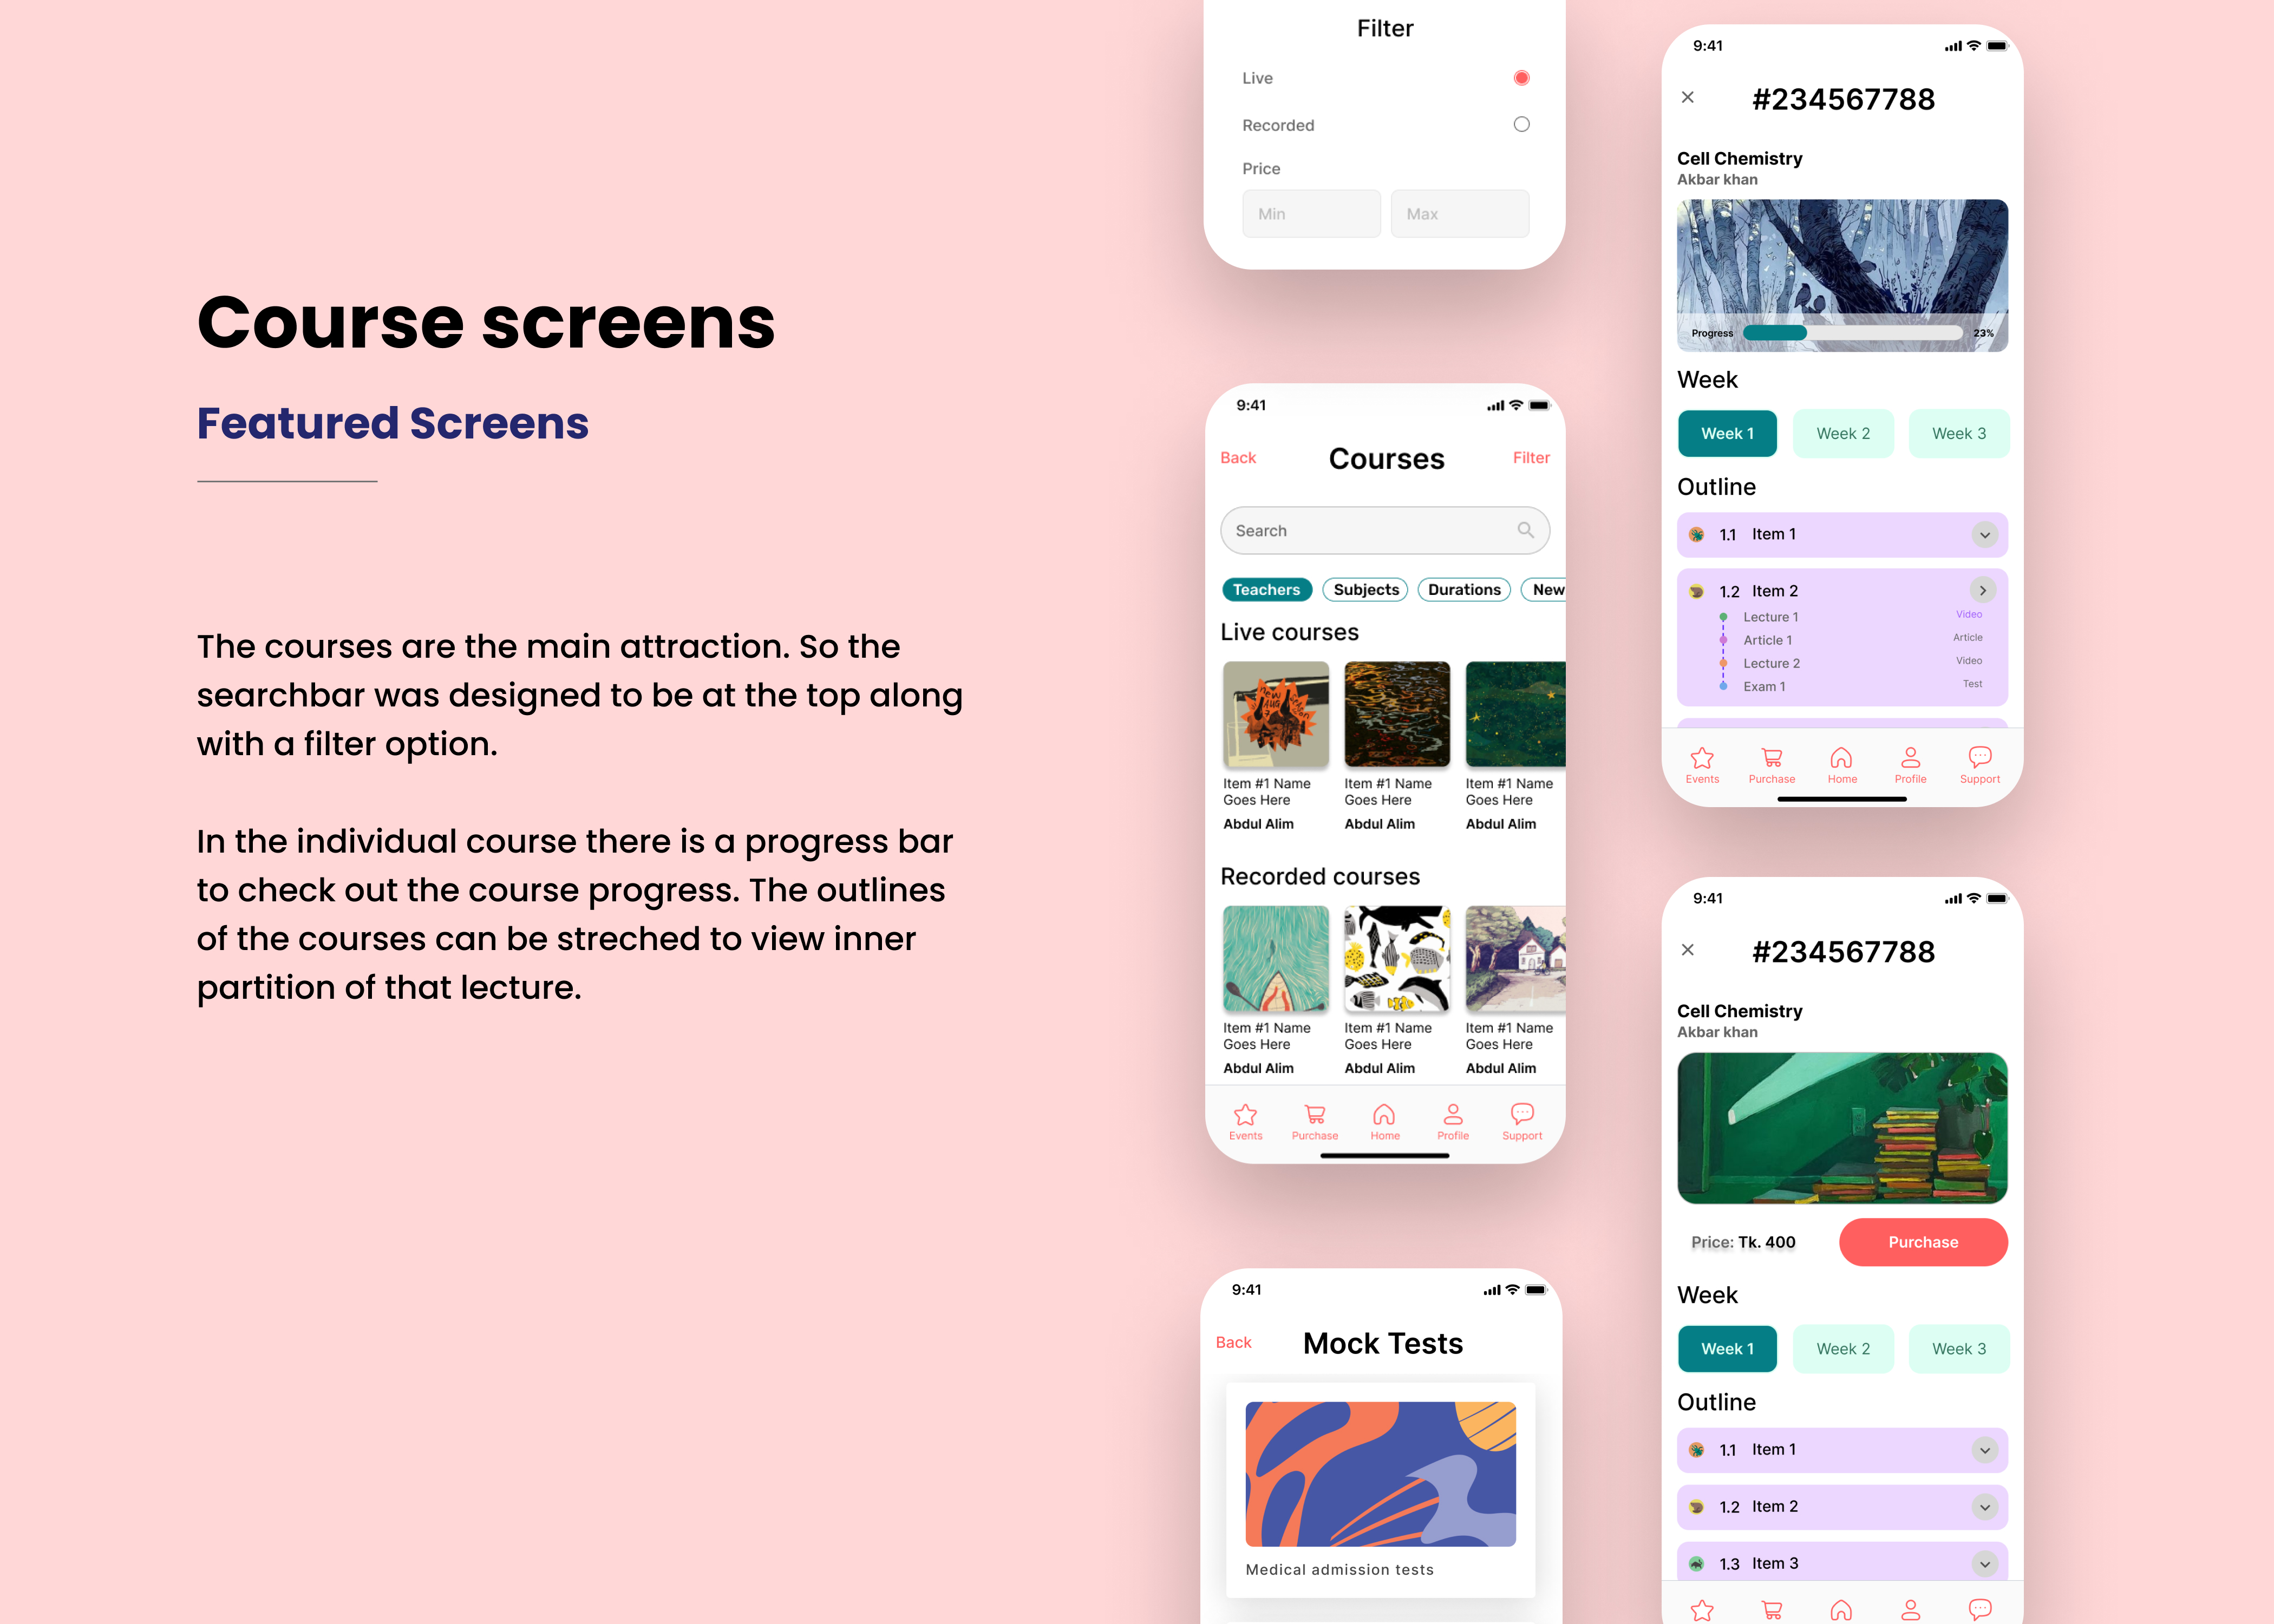 Course screens
Featured Screens
The courses are the main attraction. So the
searchbar was designed to be at the top along
with a filter option.
In the individual course there is a progress bar
to check out the course progress. The outlines
of the courses can be streched to view inner
partition of that lecture.
Filter
Live
Recorded
Price
Min Max
9:41
Back Courses Filter
Search
Teachers Subjects Durations New
Live courses
NEW
AUG
Item #1 Name Item #1 Name Item #1 Name
Goes Here Goes Here Goes Here
Abdul Alim Abdul Alim Abdul Alim
Recorded courses
Item #1 Name Item #1 Name Item #1 Name
Goes Here Goes Here Goes Here
Abdul Alim Abdul Alim Abdul Alim
Events Purchase Home Profile Support
9:41
Back Mock Tests
Medical admission tests
9:41
#234567788
Cell Chemistry
Akbar khan
Progress 23%
Week
Week 1 Week 2 Week 3
Outline
1.1 Item 1
1.2 Item 2
Lecture 1 Video
Article 1 Article
Lecture 2 Video
Exam 1 Test
Events Purchase Home Profile Support
9:41
#234567788
Cell Chemistry
Akbar khan
Price: Tk. 400 Purchase
Week
Week 1 Week 2 Week 3
Outline
1.1 Item 1
1.2 Item 2
1.3 Item 3